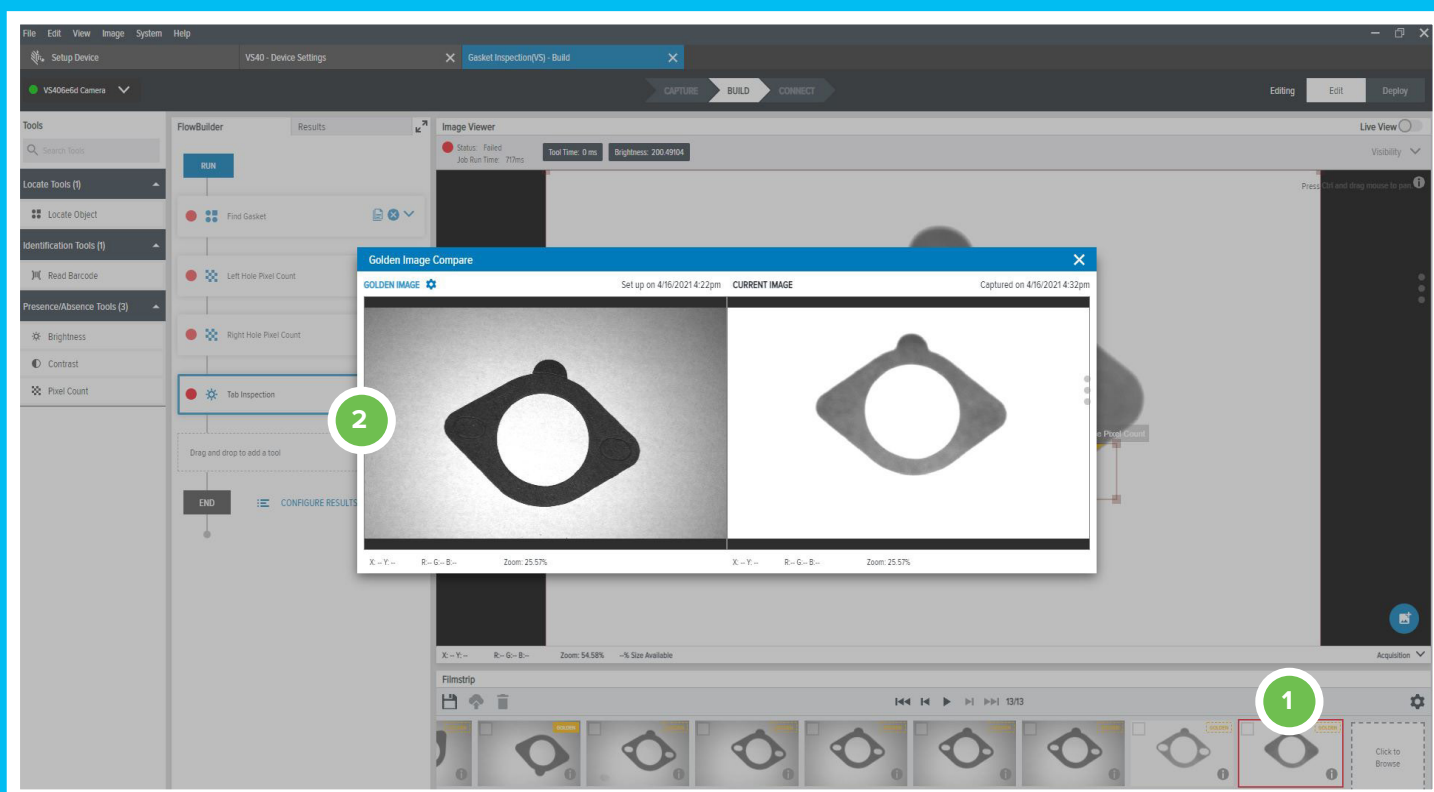 File Edit View Image System Help
Setup Device
VS40 - Device Settings
Gasket Inspection(VS) - Build
VS406e6d Camera
CAPTURE BUILD CONNECT
Editing Edit Deploy
Tools
Search Tools
Locate Tools (1)
Locate Object
Identification Tools (1)
Read Barcode
Presence/Absence Tools (3)
Brightness
Contrast
Pixel Count
FlowBuilder Results
RUN
Find Gasket
Left Hole Pixel Count
Right Hole Pixel Count
Tab Inspection
Drag and drop to add a tool
END CONFIGURE RESULTS
Image Viewer
Live View
Status: Failed
Job Run Time: 717ms
Tool Time: 0 ms Brightness: 200.49104
Visibility
Press Ctrl and drag mouse to pan.
Golden Image Compare
GOLDEN IMAGE Set up on 4/16/2021 4:22pm
CURRENT IMAGE Captured on 4/16/2021 4:32pm
X: -- Y: -- R:-- G:-- B:-- Zoom: 25.57%
X: -- Y: -- R:-- G:-- B:-- Zoom: 25.57%
2
e Pixel Count
X: -- Y: -- R:-- G:-- B:-- Zoom: 54.58% --% Size Available
Acquisition
Filmstrip
13/13
1
GOLDEN
GOLDEN
GOLDEN
GOLDEN
GOLDEN
GOLDEN
GOLDEN
GOLDEN
Click to
Browse